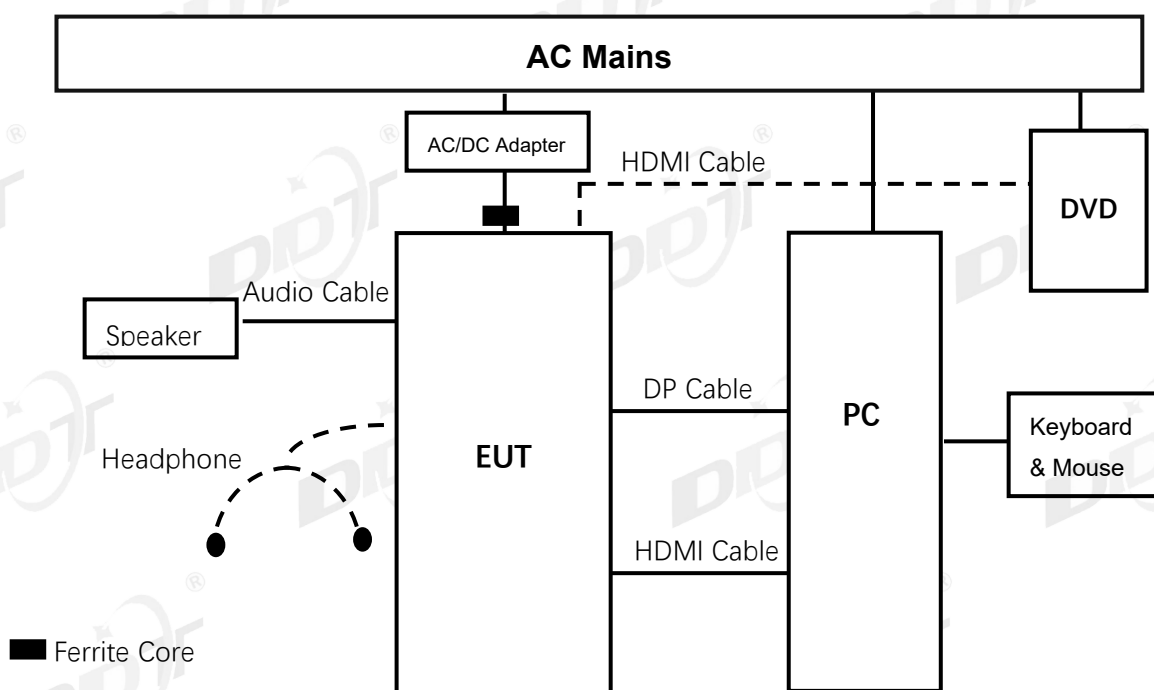 AC Mains
AC/DC Adapter
HDMI Cable
DVD
Audio Cable
Speaker
DP Cable
PC
Keyboard
& Mouse
Headphone
EUT
HDMI Cable
Ferrite Core
DDT
®